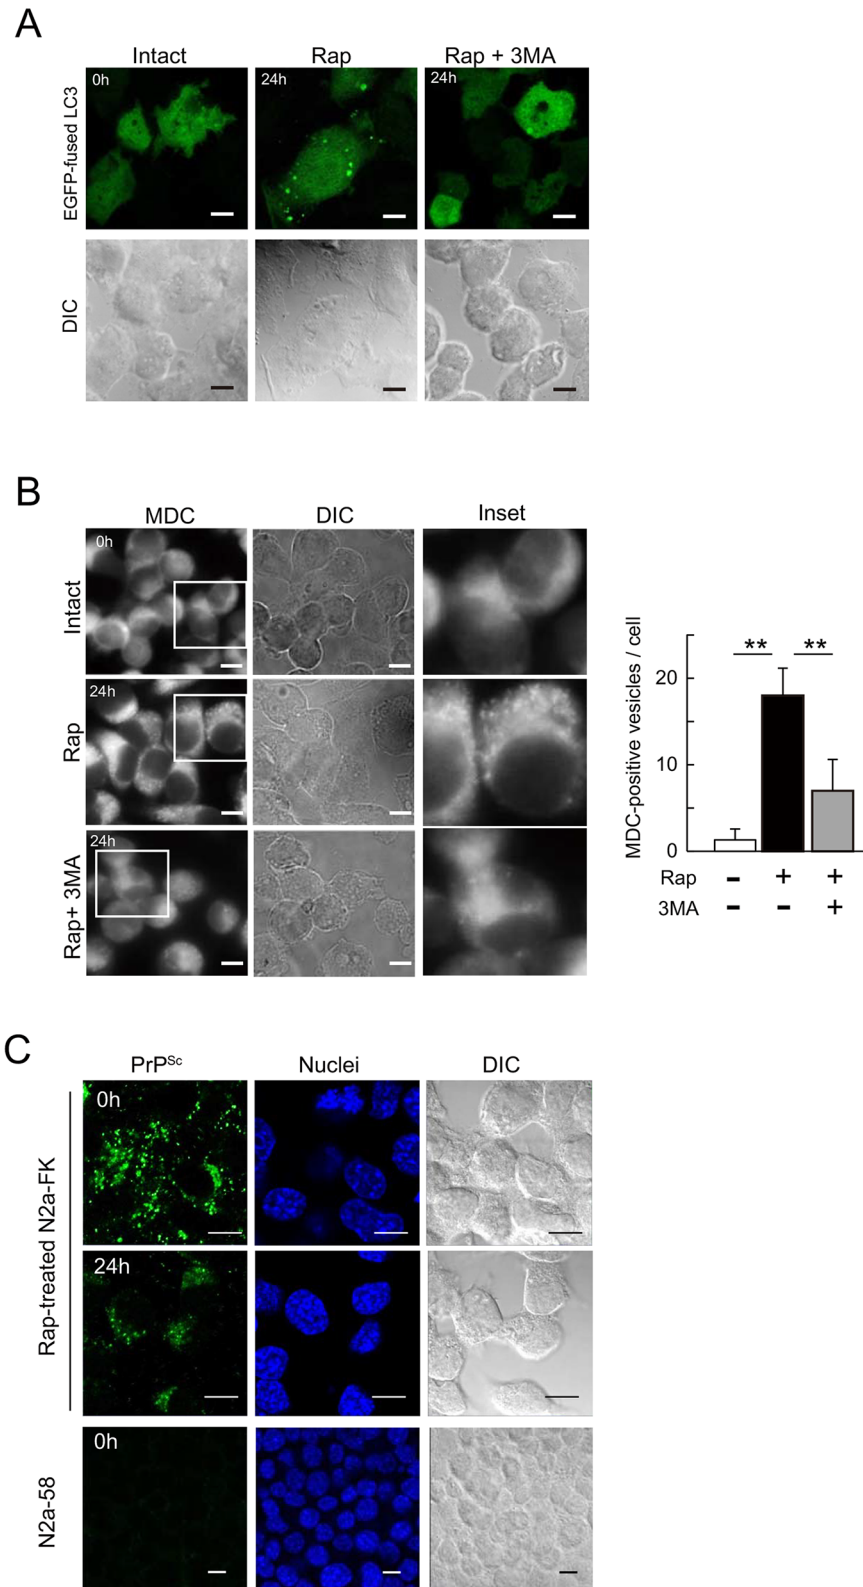 A
Intact Rap Rap + 3MA
EGFP-fused LC3
0h 24h 24h
DIC
B
MDC DIC Inset
Intact
0h
Rap
24h
Rap+ 3MA
24h
MDC-positive vesicles / cell
** **
20
10
0
Rap - + +
3MA - - +
C
PrPSc Nuclei DIC
Rap-treated N2a-FK
0h
24h
N2a-58
0h